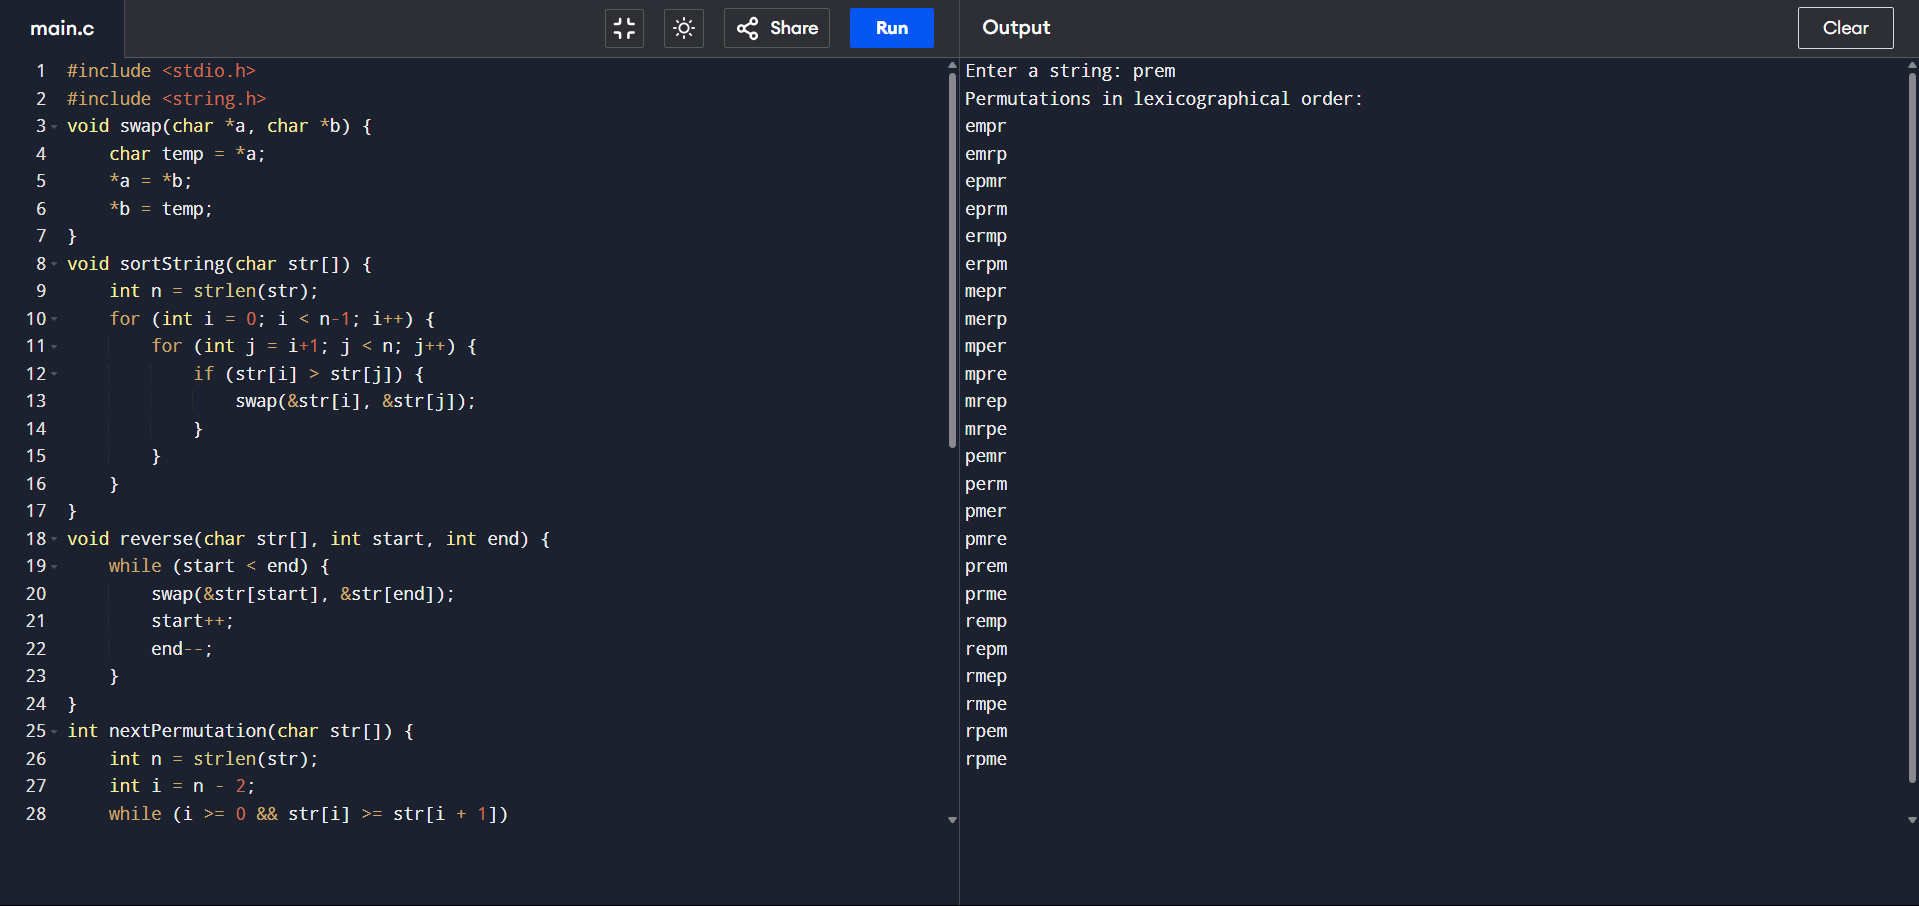 main.c
Share
Run
Output
Clear
1 #include <stdio.h>
2 #include <string.h>
3 void swap(char *a, char *b) {
4     char temp = *a;
5     *a = *b;
6     *b = temp;
7 }
8 void sortString(char str[]) {
9     int n = strlen(str);
10     for (int i = 0; i < n-1; i++) {
11         for (int j = i+1; j < n; j++) {
12             if (str[i] > str[j]) {
13                 swap(&str[i], &str[j]);
14             }
15         }
16     }
17 }
18 void reverse(char str[], int start, int end) {
19     while (start < end) {
20         swap(&str[start], &str[end]);
21         start++;
22         end--;
23     }
24 }
25 int nextPermutation(char str[]) {
26     int n = strlen(str);
27     int i = n - 2;
28     while (i >= 0 && str[i] >= str[i + 1])
Enter a string: prem
Permutations in lexicographical order:
empr
emrp
epmr
eprm
ermp
erpm
mepr
merp
mper
mpre
mrep
mrpe
pemr
perm
pmer
pmre
prem
prme
remp
repm
rmep
rmpe
rpem
rpme